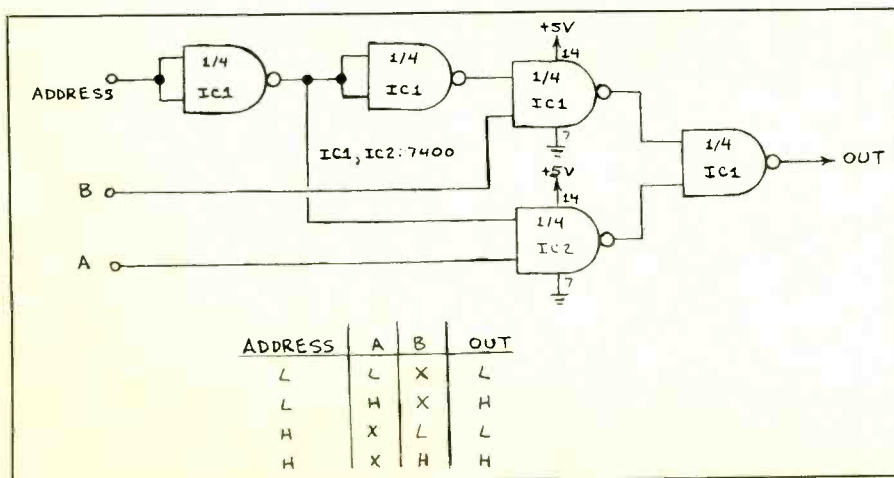 +5V
14
1/4
IC1
1/4
IC1
1/4
IC1
ADDRESS
7
1/4
IC1
OUT
IC1, IC2: 7400
+5V
14
B
1/4
IC2
A
7
ADDRESS A B OUT
L L X L
L H X H
H X L L
H X H H